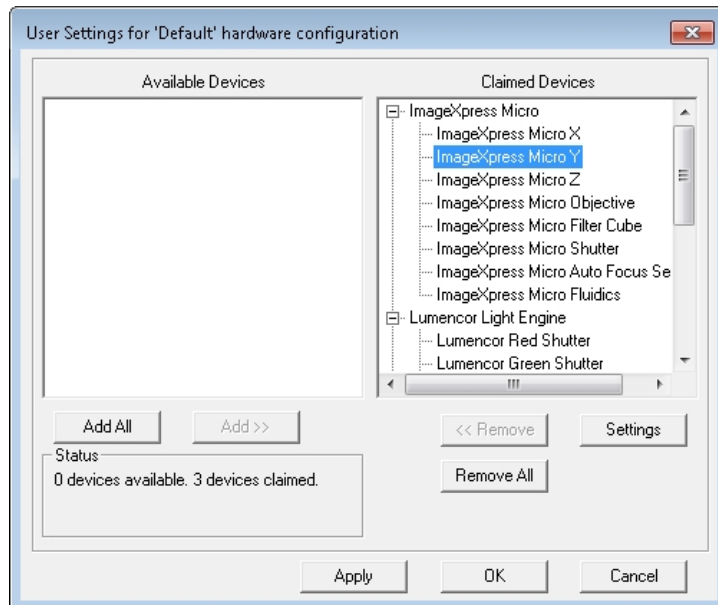 User Settings for 'Default' hardware configuration
Available Devices
Claimed Devices
ImageXpress Micro
ImageXpress Micro X
ImageXpress Micro Y
ImageXpress Micro Z
ImageXpress Micro Objective
ImageXpress Micro Filter Cube
ImageXpress Micro Shutter
ImageXpress Micro Auto Focus Se
ImageXpress Micro Fluidics
Lumencor Light Engine
Lumencor Red Shutter
Lumencor Green Shutter
Add All
Add >>
<< Remove
Settings
Status
0 devices available. 3 devices claimed.
Remove All
Apply
OK
Cancel